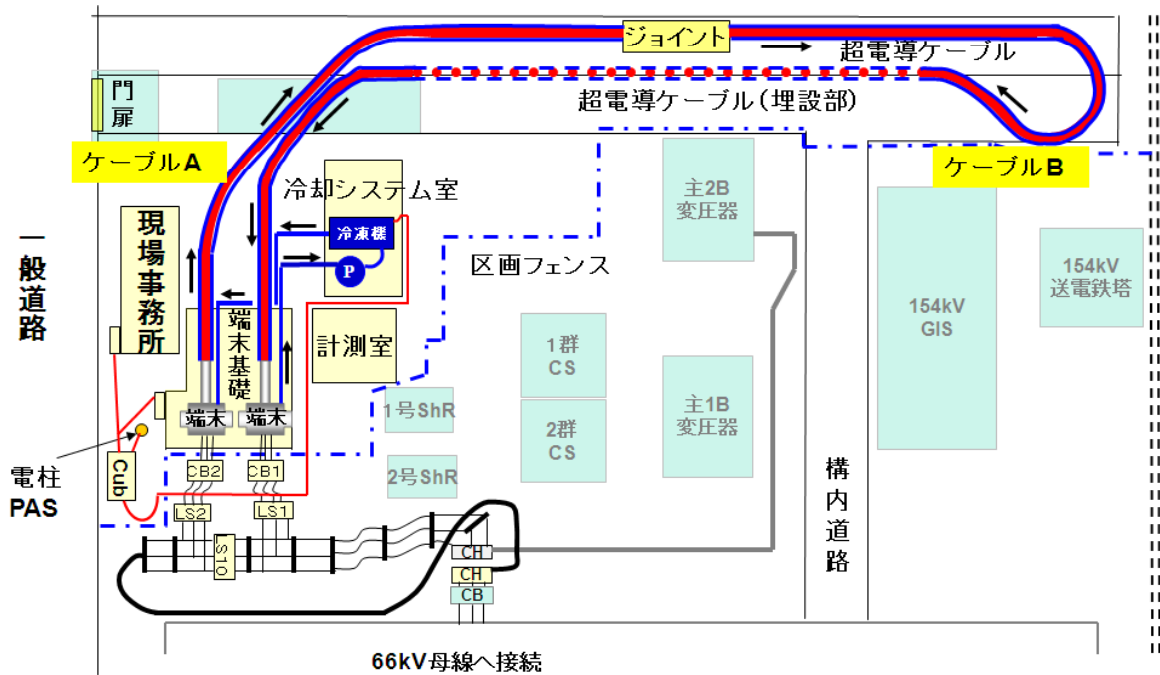 ジョイント
超電導ケーブル
門
扉
超電導ケーブル(埋設部)
ケーブルA
ケーブルB
冷却システム室
主2B
変圧器
冷凍機
P
一般道路
現場事務所
区画フェンス
154kV
GIS
154kV
送電鉄塔
端末基礎
計測室
1群
CS
1号ShR
主1B
変圧器
端末
端末
2群
CS
電柱
PAS
Cub
CB2
CB1
2号ShR
構内道路
LS2
LS1
LS10
CH
CH
CB
66kV母線へ接続